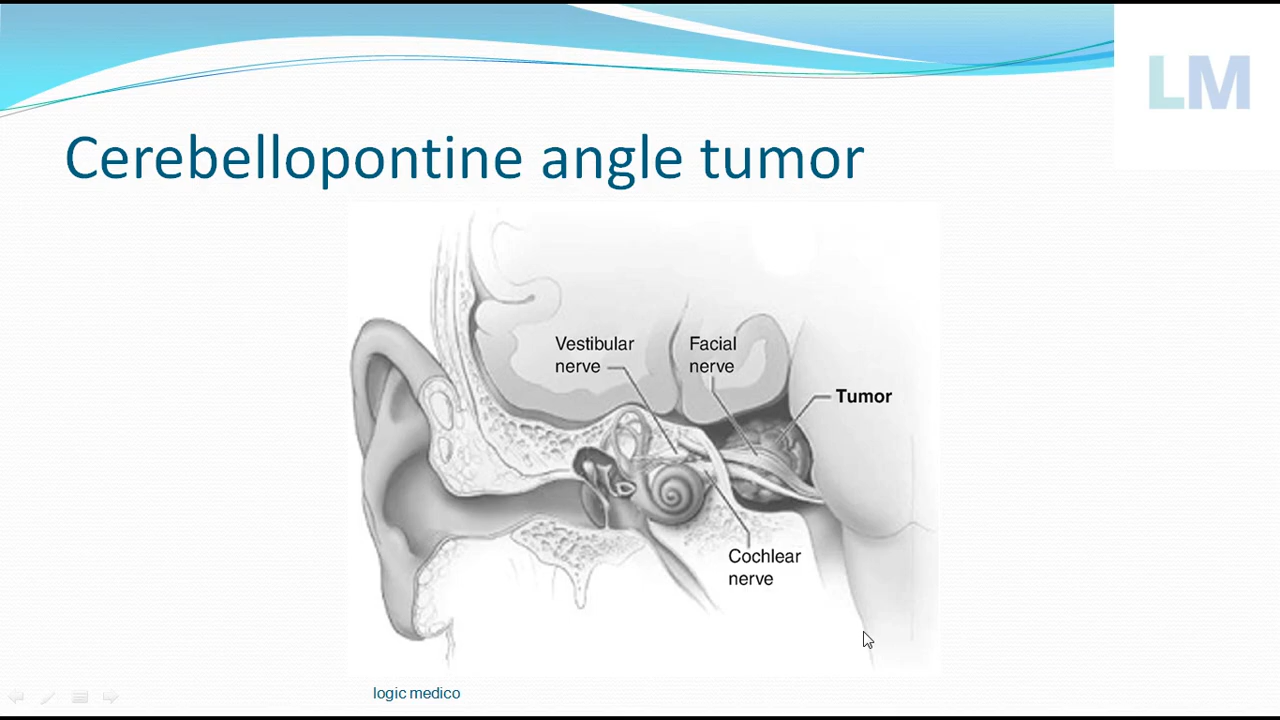 LM
Cerebellopontine angle tumor
Vestibular
nerve
Facial
nerve
Tumor
Cochlear
nerve
logic medico